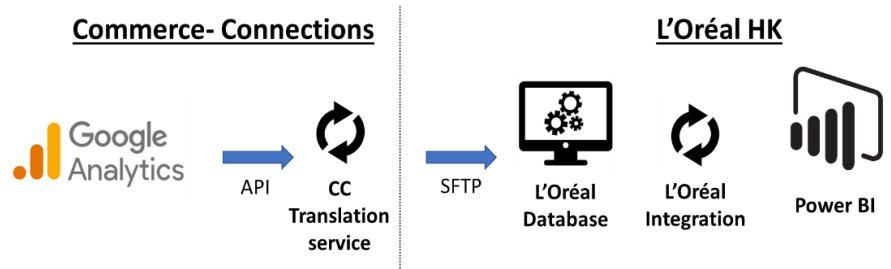 Commerce- Connections
L’Oréal HK
Google
Analytics
API
CC
Translation
service
SFTP
L’Oréal
Database
L’Oréal
Integration
Power BI